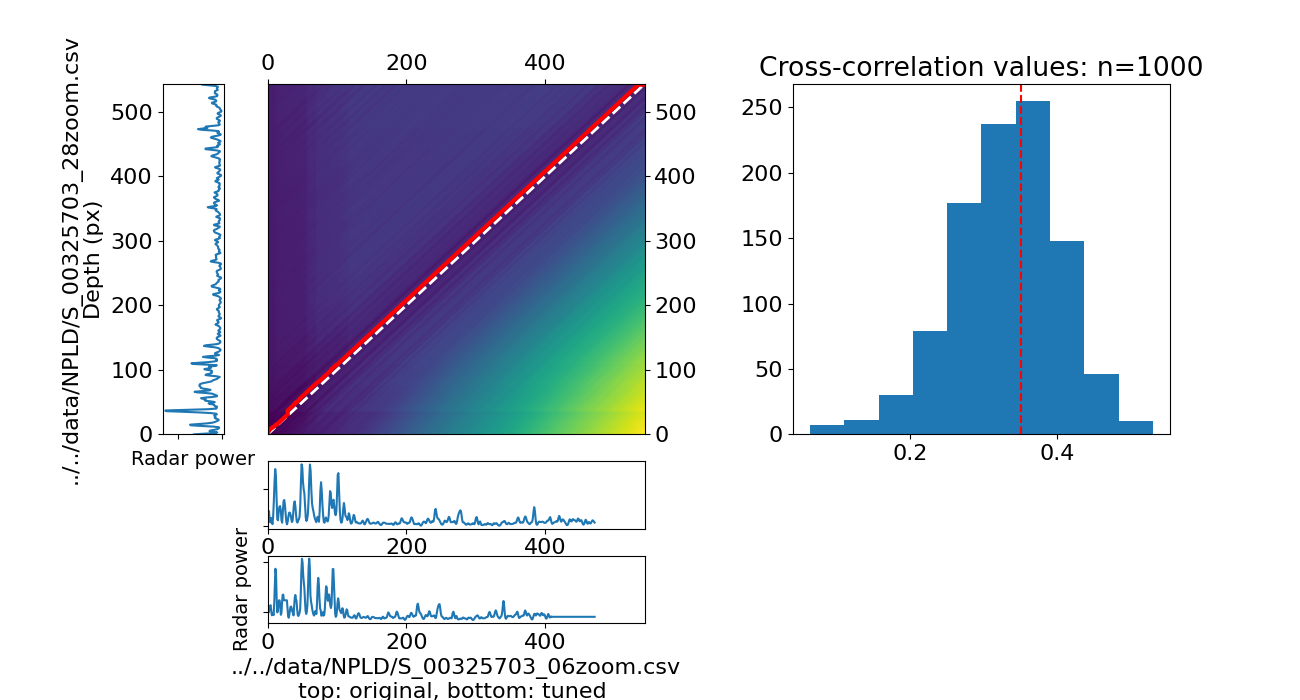 Cross-correlation values: n=1000
0 200 400
../../data/NPLD/S_00325703_28zoom.csv
Depth (px)
500
400
300
200
100
0
500
400
300
200
100
0
250
200
150
100
50
0
0.2 0.4
Radar power
0 200 400
Radar power
0 200 400
../../data/NPLD/S_00325703_06zoom.csv
top: original, bottom: tuned